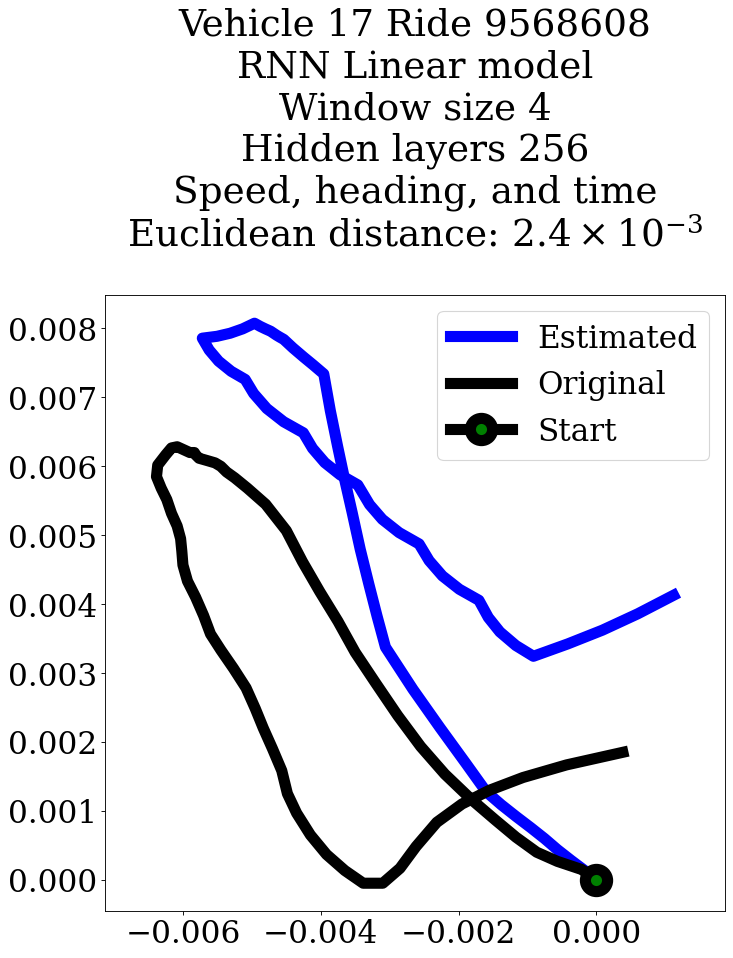 Vehicle 17 Ride 9568608
RNN Linear model
Window size 4
Hidden layers 256
Speed, heading, and time
Euclidean distance: 2.4 × 10⁻³
Estimated
Original
Start
0.008
0.007
0.006
0.005
0.004
0.003
0.002
0.001
0.000
−0.006 −0.004 −0.002 0.000